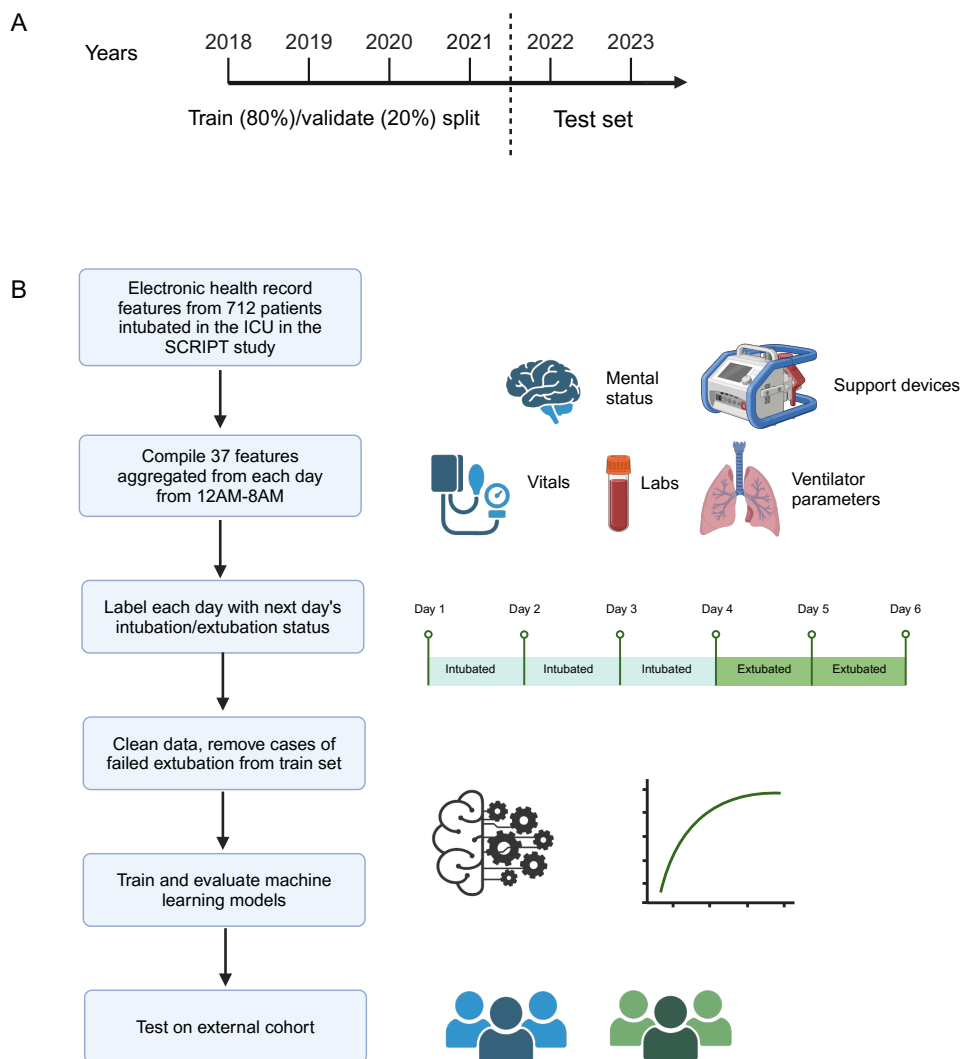 A
Years
2018 2019 2020 2021 2022 2023
Train (80%)/validate (20%) split
Test set
B
Electronic health record
features from 712 patients
intubated in the ICU in the
SCRIPT study
Mental
status
Support devices
Compile 37 features
aggregated from each day
from 12AM-8AM
Vitals
Labs
Ventilator
parameters
Label each day with next day's
intubation/extubation status
Day 1 Day 2 Day 3 Day 4 Day 5 Day 6
Intubated Intubated Intubated Extubated Extubated
Clean data, remove cases of
failed extubation from train set
Train and evaluate machine
learning models
Test on external cohort